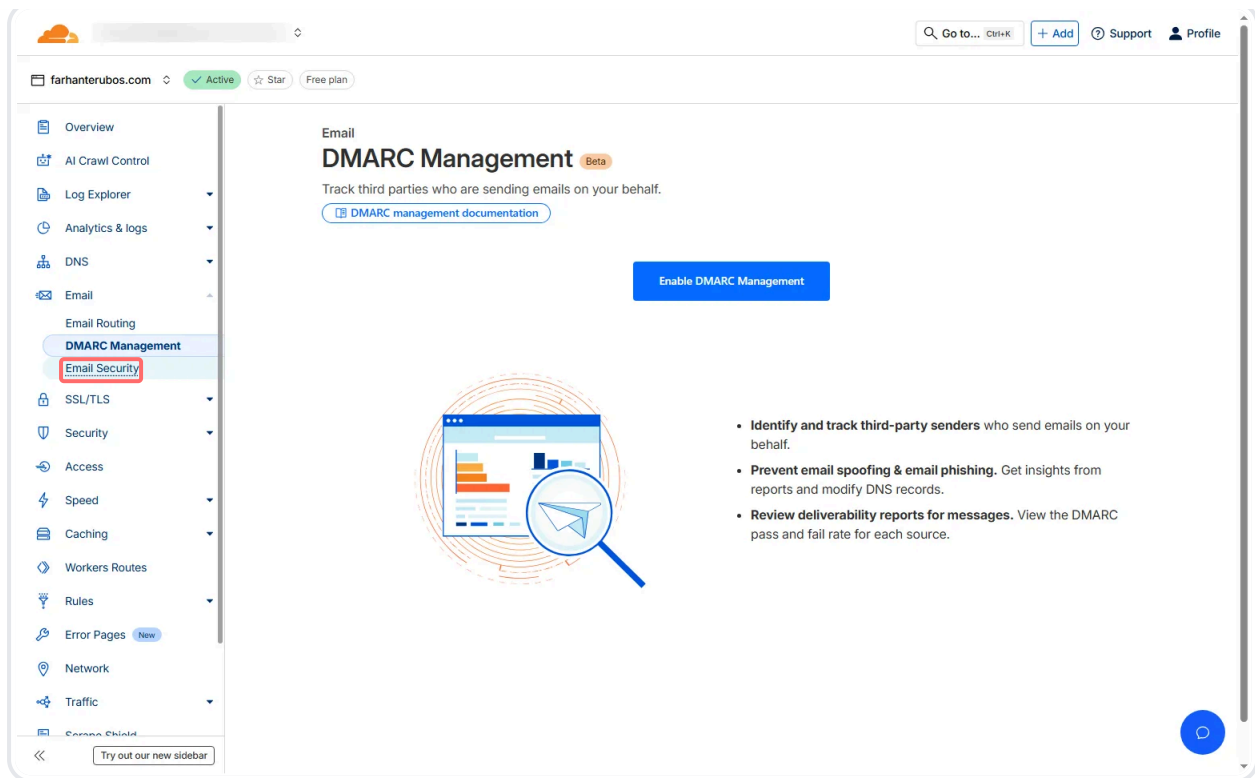 Go to... Ctrl+K
+ Add
Support
Profile
farhanterubos.com
Active
Star
Free plan
Overview
AI Crawl Control
Log Explorer
Analytics & logs
DNS
Email
Email Routing
DMARC Management
Email Security
SSL/TLS
Security
Access
Speed
Caching
Workers Routes
Rules
Error Pages New
Network
Traffic
Scrape Shield
Try out our new sidebar
Email
DMARC Management Beta
Track third parties who are sending emails on your behalf.
DMARC management documentation
Enable DMARC Management
• Identify and track third-party senders who send emails on your
behalf.
• Prevent email spoofing & email phishing. Get insights from
reports and modify DNS records.
• Review deliverability reports for messages. View the DMARC
pass and fail rate for each source.